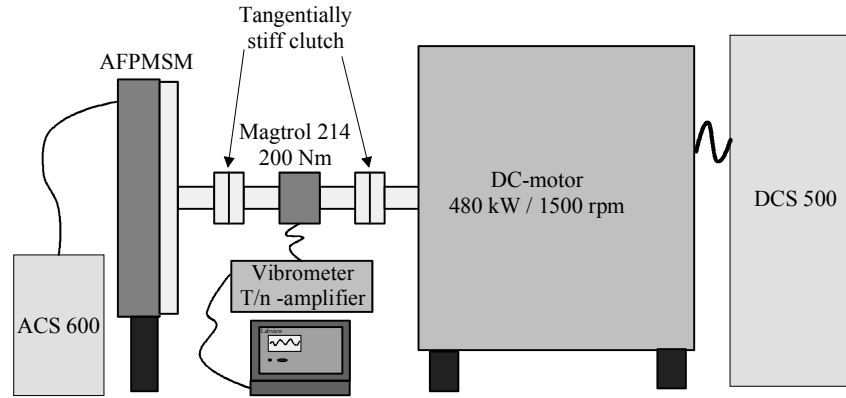 Tangentially
stiff clutch
AFPMSM
Magtrol 214
200 Nm
DC-motor
480 kW / 1500 rpm
DCS 500
Vibrometer
T/n -amplifier
ACS 600
Labview